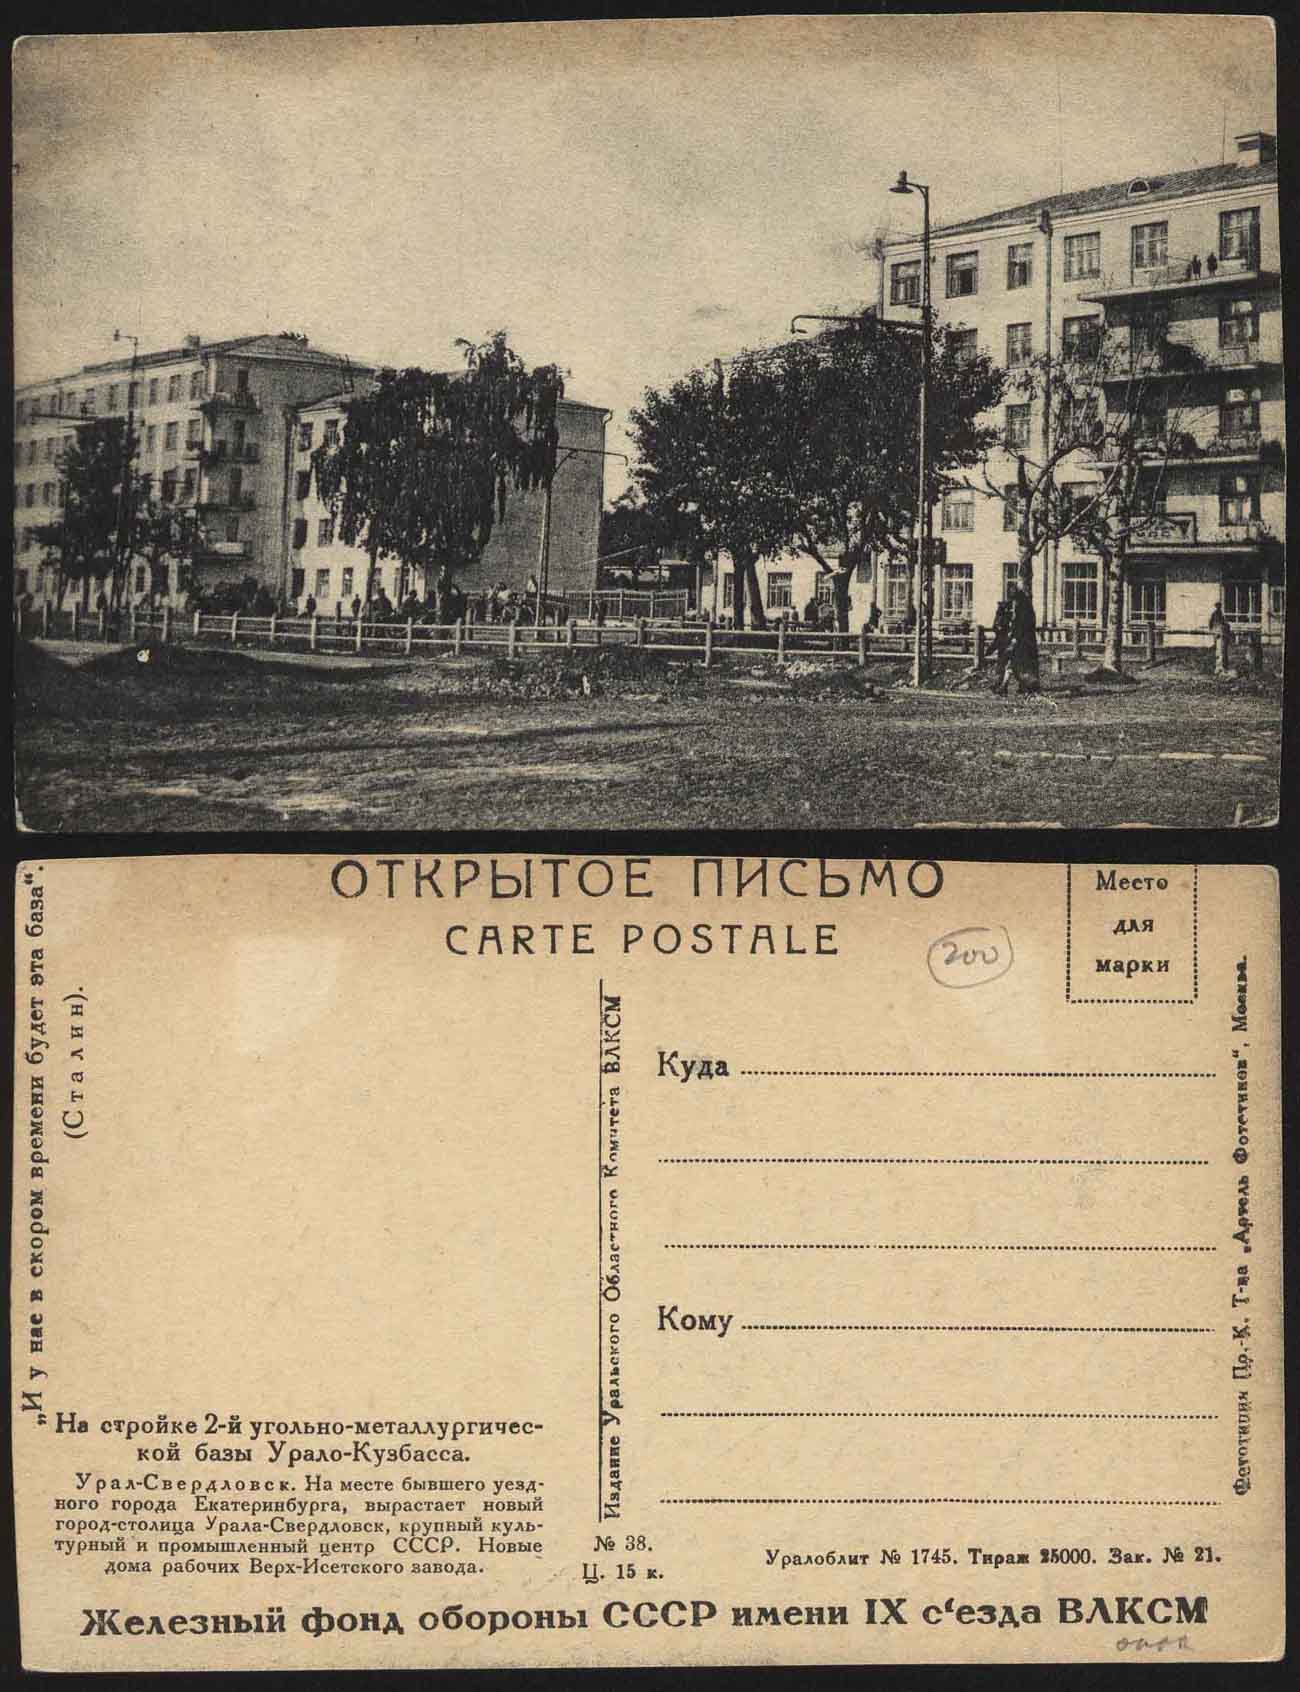 ОТКРЫТОЕ ПИСЬМО
CARTE POSTALE
200
Место
для
марки
„И у нас в скором времени будет эта база“.
(Сталин).
На стройке 2-й угольно-металлургичес-
кой базы Урало-Кузбасса.
Урал-Свердловск. На месте бывшего уезд-
ного города Екатеринбурга, вырастает новый
город-столица Урала-Свердловск, крупный куль-
турный и промышленный центр СССР. Новые
дома рабочих Верх-Исетского завода.
Издание Уральского Областного Комитета ВЛКСМ
№ 38.
Ц. 15 к.
Куда
Кому
Уралоблит № 1745. Тираж 25000. Зак. № 21.
Фототипия Пр.-К. Т-ва „Артель Фотетинов“, Москва.
Железный фонд обороны СССР имени IX с‘езда ВЛКСМ